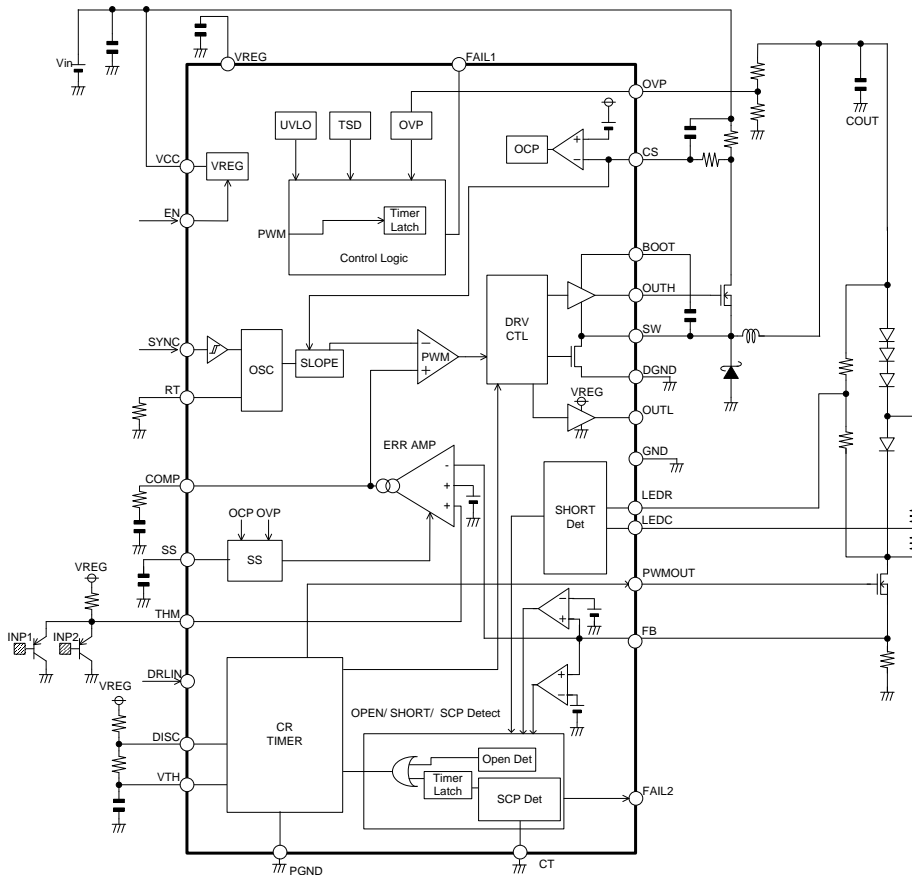 Vin
VREG
FAIL1
OVP
COUT
UVLO
TSD
OVP
OCP
+
−
CS
VCC
VREG
EN
PWM
Timer
Latch
Control Logic
BOOT
OUTH
DRV
CTL
SW
SYNC
OSC
SLOPE
−
PWM
+
DGND
RT
VREG
OUTL
ERR AMP
GND
COMP
-
+
+
SHORT
Det
LEDR
LEDC
OCP OVP
SS
SS
PWMOUT
VREG
THM
−
+
INP1
INP2
FB
DRLIN
+
−
VREG
OPEN/ SHORT/ SCP Detect
DISC
CR
TIMER
Open Det
VTH
Timer
Latch
SCP Det
FAIL2
PGND
CT